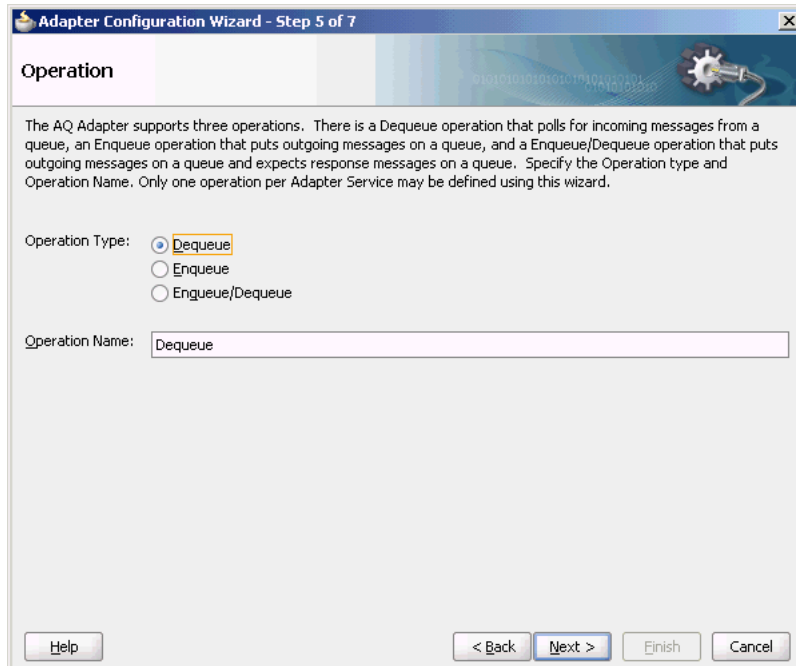 Adapter Configuration Wizard - Step 5 of 7
Operation
The AQ Adapter supports three operations. There is a Dequeue operation that polls for incoming messages from a
queue, an Enqueue operation that puts outgoing messages on a queue, and a Enqueue/Dequeue operation that puts
outgoing messages on a queue and expects response messages on a queue. Specify the Operation type and
Operation Name. Only one operation per Adapter Service may be defined using this wizard.
Operation Type:
Dequeue
Enqueue
Enqueue/Dequeue
Operation Name: Dequeue
Help < Back Next > Finish Cancel